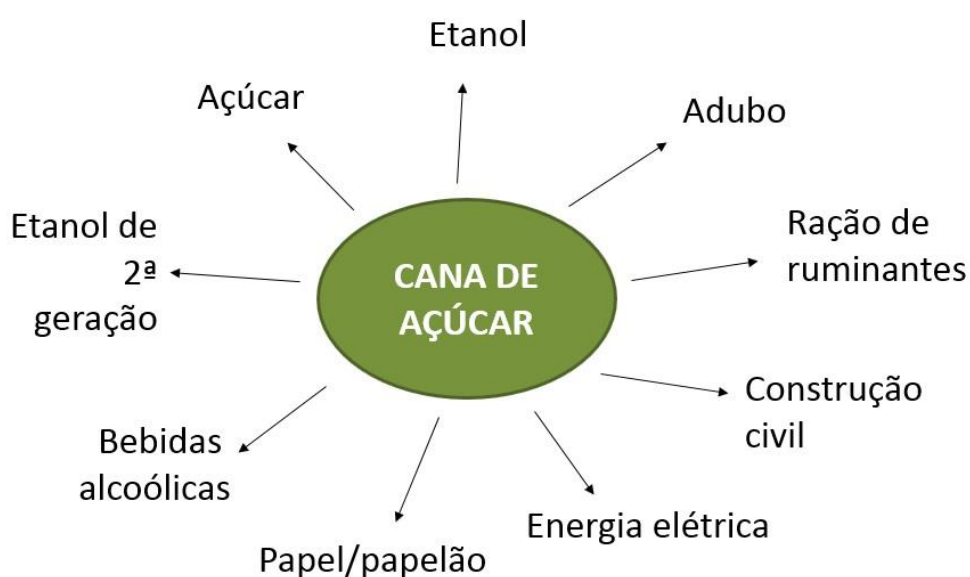 Etanol
Açúcar
Adubo
Etanol de
2ª
geração
Ração de
ruminantes
CANA DE
AÇÚCAR
Construção
civil
Bebidas
alcoólicas
Energia elétrica
Papel/papelão